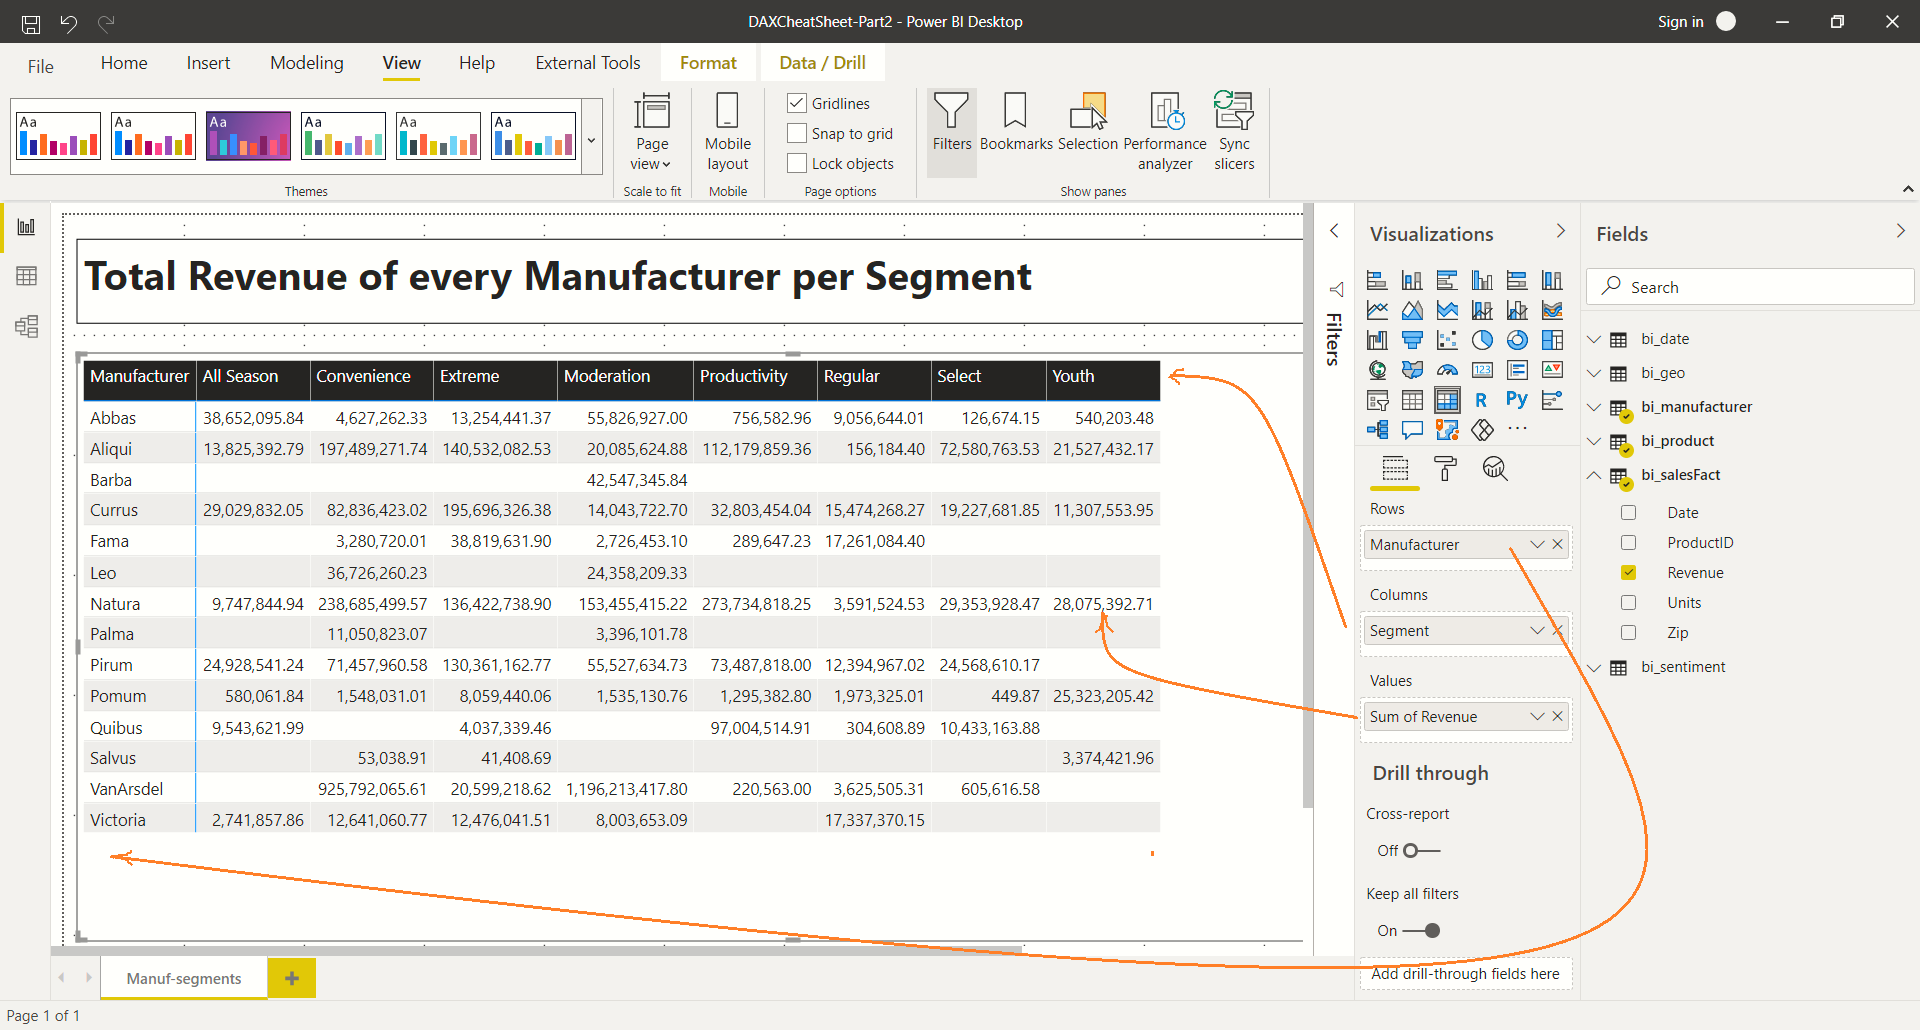 DAXCheatSheet-Part2 - Power BI Desktop
Sign in
File Home Insert Modeling View Help External Tools Format Data / Drill
Aa Aa Aa Aa Aa Aa
Themes
Page view
Scale to fit
Mobile layout
Mobile
Gridlines
Snap to grid
Lock objects
Page options
Filters
Bookmarks
Selection
Performance analyzer
Sync slicers
Show panes
Total Revenue of every Manufacturer per Segment
Manufacturer All Season Convenience Extreme Moderation Productivity Regular Select Youth
Abbas 38,652,095.84 4,627,262.33 13,254,441.37 55,826,927.00 756,582.96 9,056,644.01 126,674.15 540,203.48
Aliqui 13,825,392.79 197,489,271.74 140,532,082.53 20,085,624.88 112,179,859.36 156,184.40 72,580,763.53 21,527,432.17
Barba 42,547,345.84
Currus 29,029,832.05 82,836,423.02 195,696,326.38 14,043,722.70 32,803,454.04 15,474,268.27 19,227,681.85 11,307,553.95
Fama 3,280,720.01 38,819,631.90 2,726,453.10 289,647.23 17,261,084.40
Leo 36,726,260.23 24,358,209.33
Natura 9,747,844.94 238,685,499.57 136,422,738.90 153,455,415.22 273,734,818.25 3,591,524.53 29,353,928.47 28,075,392.71
Palma 11,050,823.07 3,396,101.78
Pirum 24,928,541.24 71,457,960.58 130,361,162.77 55,527,634.73 73,487,818.00 12,394,967.02 24,568,610.17
Pomum 580,061.84 1,548,031.01 8,059,440.06 1,535,130.76 1,295,382.80 1,973,325.01 449.87 25,323,205.42
Quibus 9,543,621.99 4,037,339.46 97,004,514.91 304,608.89 10,433,163.88
Salvus 53,038.91 41,408.69 3,374,421.96
VanArsdel 925,792,065.61 20,599,218.62 1,196,213,417.80 220,563.00 3,625,505.31 605,616.58
Victoria 2,741,857.86 12,641,060.77 12,476,041.51 8,003,653.09 17,337,370.15
Filters
Visualizations
123
R Py
Rows
Manufacturer
Columns
Segment
Values
Sum of Revenue
Drill through
Cross-report
Off
Keep all filters
On
Add drill-through fields here
Fields
Search
bi_date
bi_geo
bi_manufacturer
bi_product
bi_salesFact
Date
ProductID
Revenue
Units
Zip
bi_sentiment
Manuf-segments
Page 1 of 1